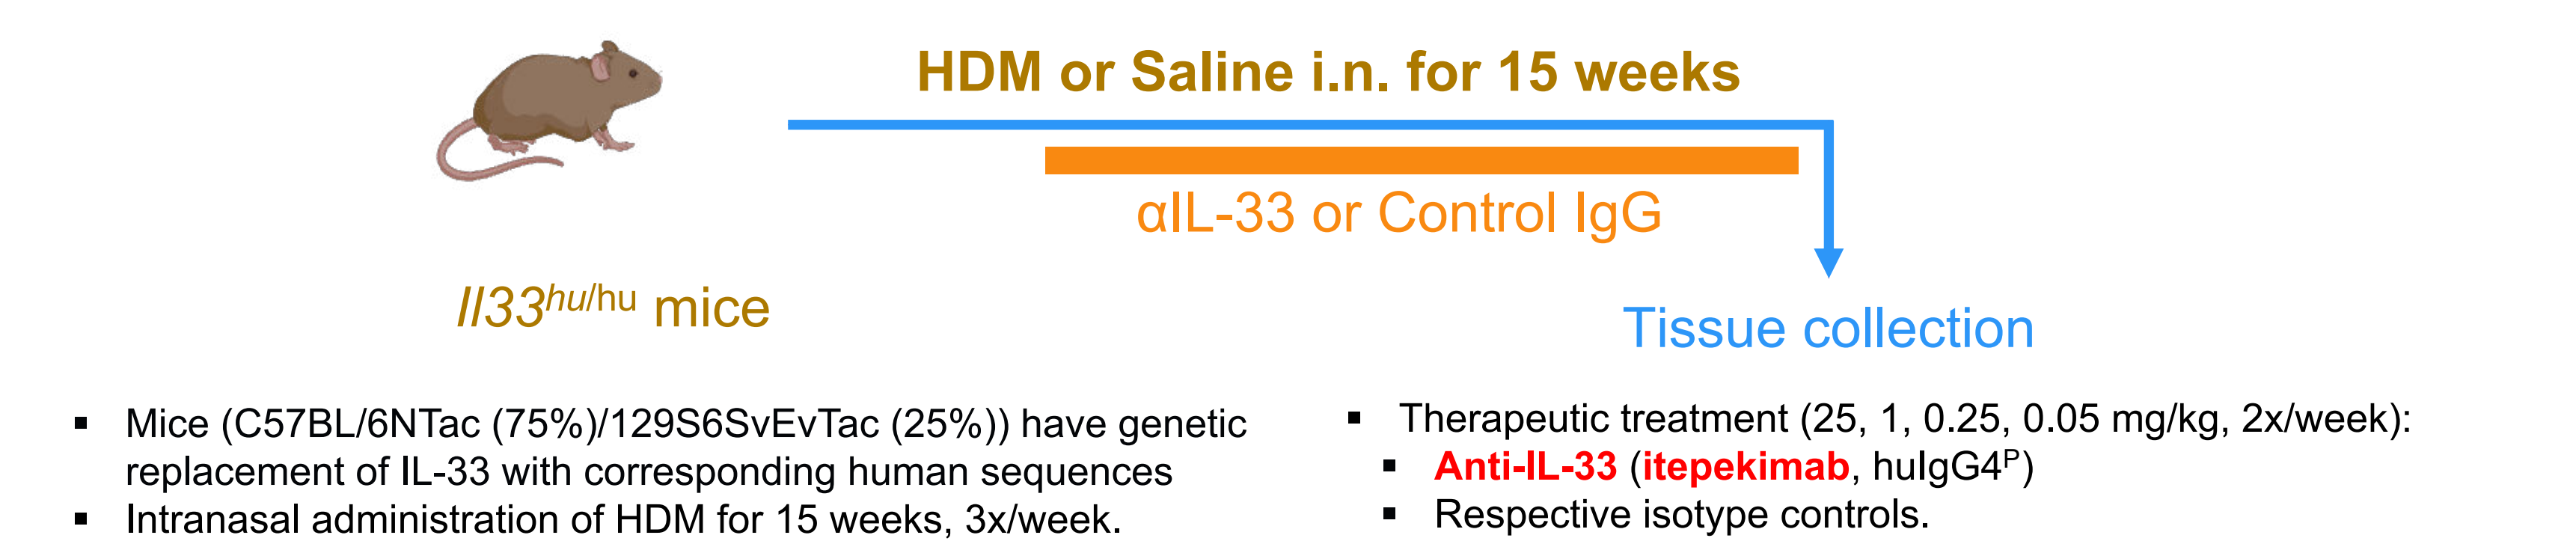 HDM or Saline i.n. for 15 weeks
αIL-33 or Control IgG
Il33hu/hu mice
Tissue collection
▪ Mice (C57BL/6NTac (75%)/129S6SvEvTac (25%)) have genetic
replacement of IL-33 with corresponding human sequences
▪ Intranasal administration of HDM for 15 weeks, 3x/week.
▪ Therapeutic treatment (25, 1, 0.25, 0.05 mg/kg, 2x/week):
▪ Anti-IL-33 (itepekimab, huIgG4P)
▪ Respective isotype controls.